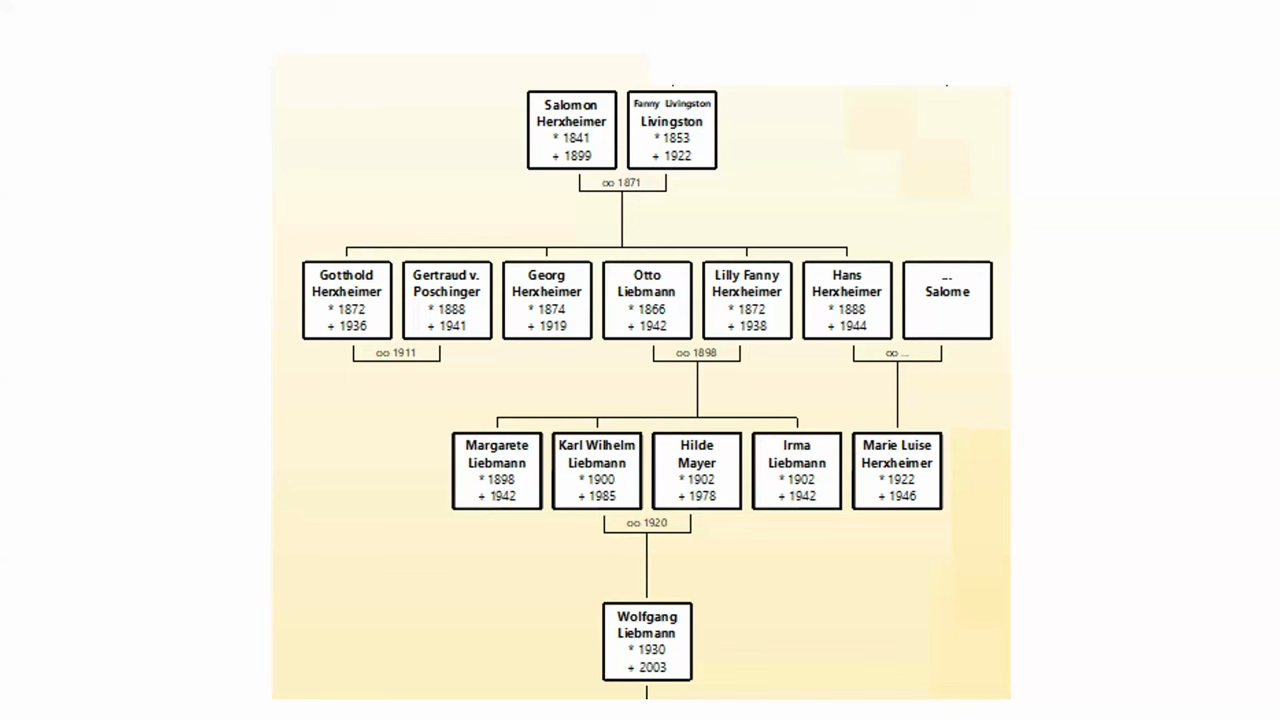 Salomon
Herxheimer
* 1841
+ 1899
Fanny Livingston
Livingston
* 1853
+ 1922
oo 1871
Gotthold
Herxheimer
* 1872
+ 1936
Gertraud v.
Poschinger
* 1888
+ 1941
Georg
Herxheimer
* 1874
+ 1919
Otto
Liebmann
* 1866
+ 1942
Lilly Fanny
Herxheimer
* 1872
+ 1938
Hans
Herxheimer
* 1888
+ 1944
...
Salome
oo 1911
oo 1898
oo ...
Margarete
Liebmann
* 1898
+ 1942
Karl Wilhelm
Liebmann
* 1900
+ 1985
Hilde
Mayer
* 1902
+ 1978
Irma
Liebmann
* 1902
+ 1942
Marie Luise
Herxheimer
* 1922
+ 1946
oo 1920
Wolfgang
Liebmann
* 1930
+ 2003